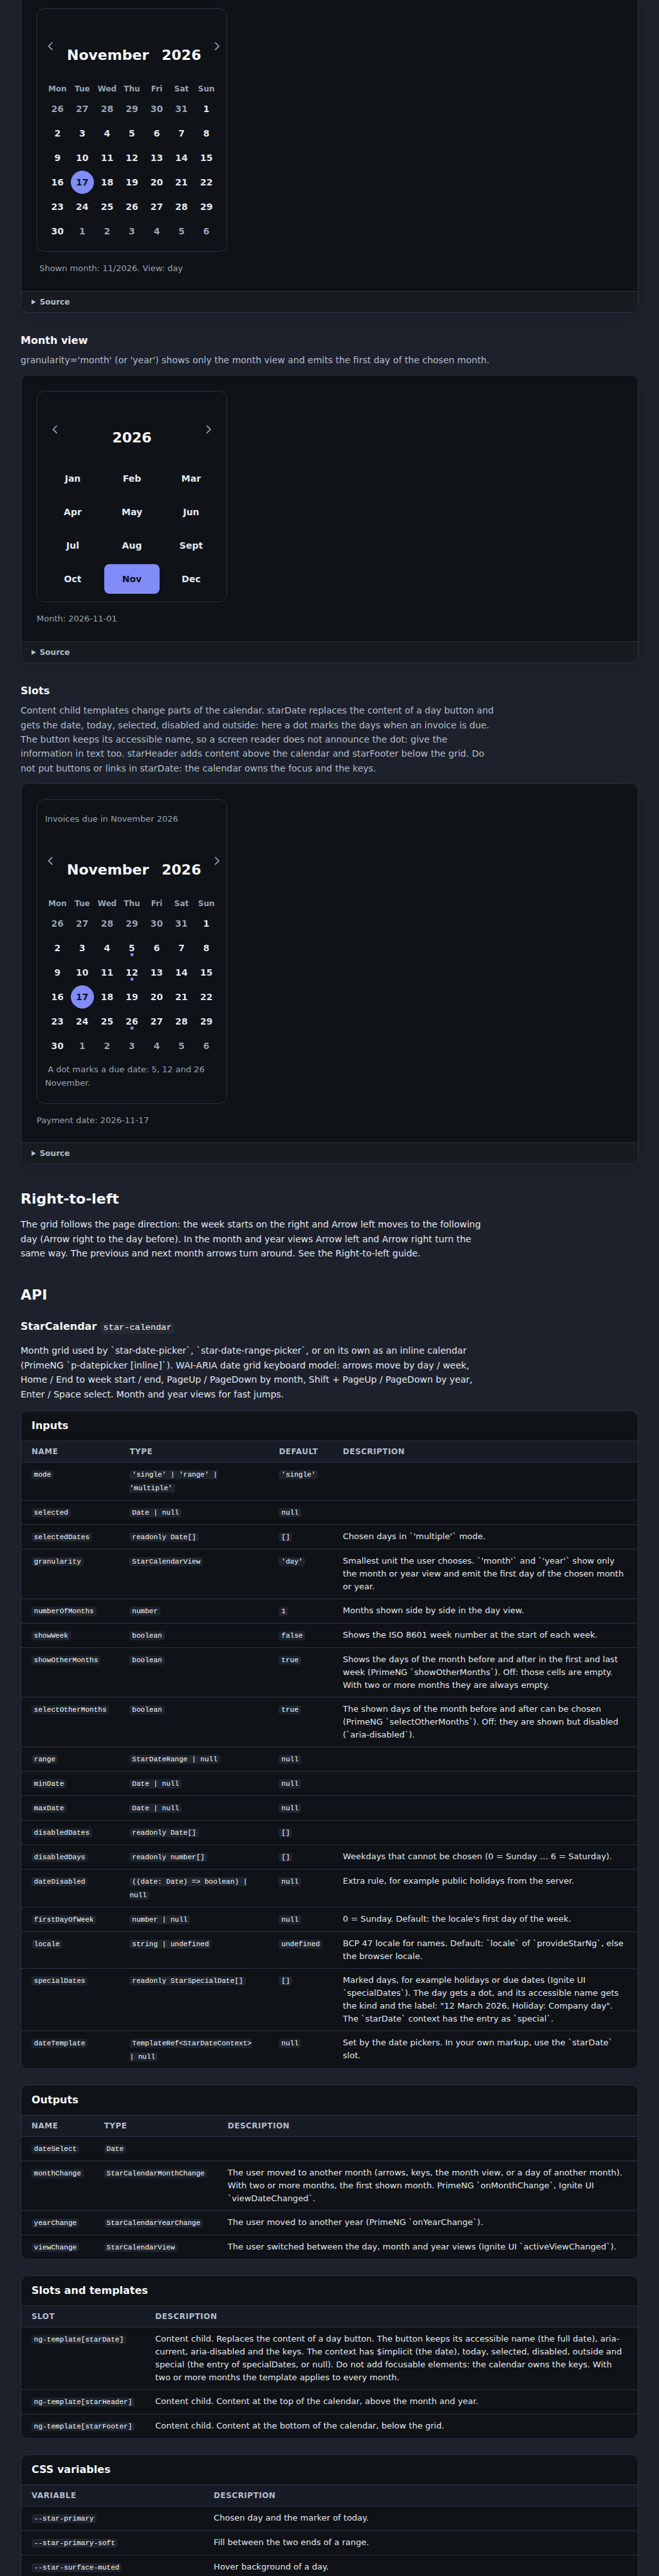 November 2026
Mon Tue Wed Thu Fri Sat Sun
26 27 28 29 30 31 1
2 3 4 5 6 7 8
9 10 11 12 13 14 15
16 17 18 19 20 21 22
23 24 25 26 27 28 29
30 1 2 3 4 5 6
Shown month: 11/2026. View: day
Source
Month view
granularity='month' (or 'year') shows only the month view and emits the first day of the chosen month.
2026
Jan Feb Mar
Apr May Jun
Jul Aug Sept
Oct Nov Dec
Month: 2026-11-01
Source
Slots
Content child templates change parts of the calendar. starDate replaces the content of a day button and
gets the date, today, selected, disabled and outside: here a dot marks the days when an invoice is due.
The button keeps its accessible name, so a screen reader does not announce the dot: give the
information in text too. starHeader adds content above the calendar and starFooter below the grid. Do
not put buttons or links in starDate: the calendar owns the focus and the keys.
Invoices due in November 2026
November 2026
Mon Tue Wed Thu Fri Sat Sun
26 27 28 29 30 31 1
2 3 4 5 6 7 8
9 10 11 12 13 14 15
16 17 18 19 20 21 22
23 24 25 26 27 28 29
30 1 2 3 4 5 6
A dot marks a due date: 5, 12 and 26
November.
Payment date: 2026-11-17
Source
Right-to-left
The grid follows the page direction: the week starts on the right and Arrow left moves to the following
day (Arrow right to the day before). In the month and year views Arrow left and Arrow right turn the
same way. The previous and next month arrows turn around. See the Right-to-left guide.
API
StarCalendar star-calendar
Month grid used by `star-date-picker`, `star-date-range-picker`, or on its own as an inline calendar
(PrimeNG `p-datepicker [inline]`). WAI-ARIA date grid keyboard model: arrows move by day / week,
Home / End to week start / end, PageUp / PageDown by month, Shift + PageUp / PageDown by year,
Enter / Space select. Month and year views for fast jumps.
Inputs
NAME TYPE DEFAULT DESCRIPTION
mode 'single' | 'range' | 'single'
'multiple'
selected Date | null null
selectedDates readonly Date[] [] Chosen days in `'multiple'` mode.
granularity StarCalendarView 'day' Smallest unit the user chooses. `'month'` and `'year'` show only
the month or year view and emit the first day of the chosen month
or year.
numberOfMonths number 1 Months shown side by side in the day view.
showWeek boolean false Shows the ISO 8601 week number at the start of each week.
showOtherMonths boolean true Shows the days of the month before and after in the first and last
week (PrimeNG `showOtherMonths`). Off: those cells are empty.
With two or more months they are always empty.
selectOtherMonths boolean true The shown days of the month before and after can be chosen
(PrimeNG `selectOtherMonths`). Off: they are shown but disabled
(`aria-disabled`).
range StarDateRange | null null
minDate Date | null null
maxDate Date | null null
disabledDates readonly Date[] []
disabledDays readonly number[] [] Weekdays that cannot be chosen (0 = Sunday … 6 = Saturday).
dateDisabled ((date: Date) => boolean) | null Extra rule, for example public holidays from the server.
null
firstDayOfWeek number | null null 0 = Sunday. Default: the locale's first day of the week.
locale string | undefined undefined BCP 47 locale for names. Default: `locale` of `provideStarNg`, else
the browser locale.
specialDates readonly StarSpecialDate[] [] Marked days, for example holidays or due dates (Ignite UI
`specialDates`). The day gets a dot, and its accessible name gets
the kind and the label: "12 March 2026, Holiday: Company day".
The `starDate` context has the entry as `special`.
dateTemplate TemplateRef<StarDateContext> null Set by the date pickers. In your own markup, use the `starDate`
| null slot.
Outputs
NAME TYPE DESCRIPTION
dateSelect Date
monthChange StarCalendarMonthChange The user moved to another month (arrows, keys, the month view, or a day of another month).
With two or more months, the first shown month. PrimeNG `onMonthChange`, Ignite UI
`viewDateChanged`.
yearChange StarCalendarYearChange The user moved to another year (PrimeNG `onYearChange`).
viewChange StarCalendarView The user switched between the day, month and year views (Ignite UI `activeViewChanged`).
Slots and templates
SLOT DESCRIPTION
ng-template[starDate] Content child. Replaces the content of a day button. The button keeps its accessible name (the full date), aria-
current, aria-disabled and the keys. The context has $implicit (the date), today, selected, disabled, outside and
special (the entry of specialDates, or null). Do not add focusable elements: the calendar owns the keys. With
two or more months the template applies to every month.
ng-template[starHeader] Content child. Content at the top of the calendar, above the month and year.
ng-template[starFooter] Content child. Content at the bottom of the calendar, below the grid.
CSS variables
VARIABLE DESCRIPTION
--star-primary Chosen day and the marker of today.
--star-primary-soft Fill between the two ends of a range.
--star-surface-muted Hover background of a day.